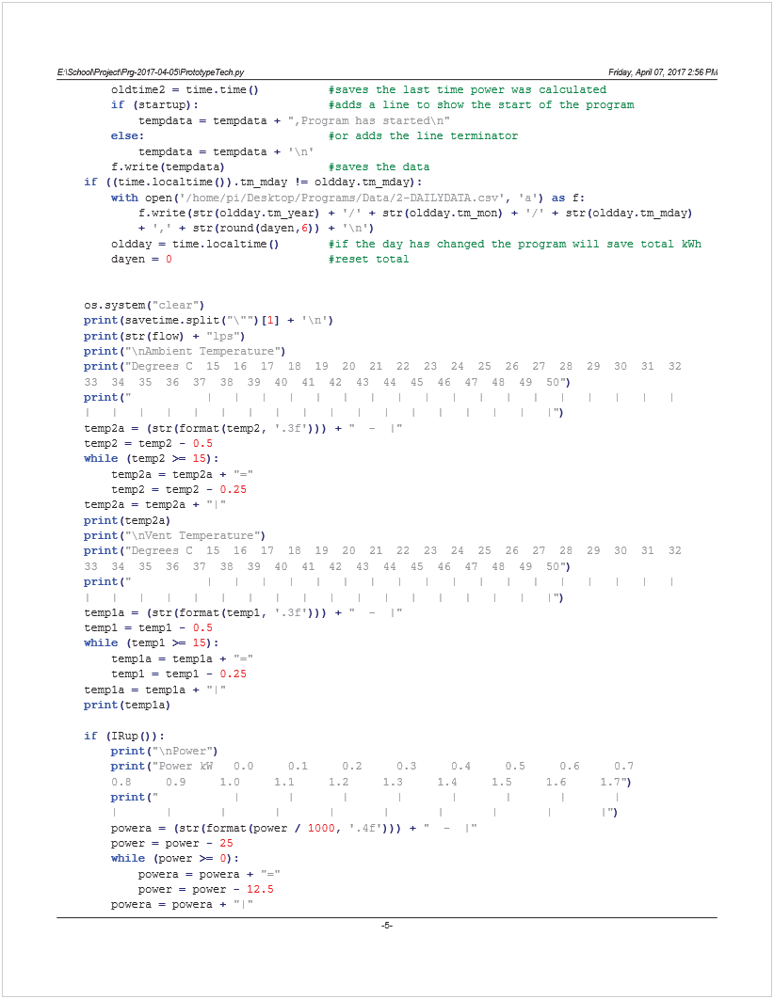 E:\School\Project\Prg-2017-04-05\PrototypeTech.py Friday, April 07, 2017 2:56 PM
        oldtime2 = time.time()          #saves the last time power was calculated
        if (startup):                   #adds a line to show the start of the program
            tempdata = tempdata + ",Program has started\n"
        else:                           #or adds the line terminator
            tempdata = tempdata + '\n'
        f.write(tempdata)               #saves the data
    if ((time.localtime()).tm_mday != oldday.tm_mday):
        with open('/home/pi/Desktop/Programs/Data/2-DAILYDATA.csv', 'a') as f:
            f.write(str(oldday.tm_year) + '/' + str(oldday.tm_mon) + '/' + str(oldday.tm_mday)
            + ',' + str(round(dayen,6)) + '\n')
        oldday = time.localtime()       #if the day has changed the program will save total kWh
        dayen = 0                       #reset total
    os.system("clear")
    print(savetime.split("\"")[1] + '\n')
    print(str(flow) + "lps")
    print("\nAmbient Temperature")
    print("Degrees C  15  16  17  18  19  20  21  22  23  24  25  26  27  28  29  30  31  32
    33  34  35  36  37  38  39  40  41  42  43  44  45  46  47  48  49  50")
    print("           |   |   |   |   |   |   |   |   |   |   |   |   |   |   |   |   |   |
    |   |   |   |   |   |   |   |   |   |   |   |   |   |   |   |   |   |")
    temp2a = (str(format(temp2, '.3f'))) + "  -  |"
    temp2 = temp2 - 0.5
    while (temp2 >= 15):
        temp2a = temp2a + "="
        temp2 = temp2 - 0.25
    temp2a = temp2a + "|"
    print(temp2a)
    print("\nVent Temperature")
    print("Degrees C  15  16  17  18  19  20  21  22  23  24  25  26  27  28  29  30  31  32
    33  34  35  36  37  38  39  40  41  42  43  44  45  46  47  48  49  50")
    print("           |   |   |   |   |   |   |   |   |   |   |   |   |   |   |   |   |   |
    |   |   |   |   |   |   |   |   |   |   |   |   |   |   |   |   |   |")
    temp1a = (str(format(temp1, '.3f'))) + "  -  |"
    temp1 = temp1 - 0.5
    while (temp1 >= 15):
        temp1a = temp1a + "="
        temp1 = temp1 - 0.25
    temp1a = temp1a + "|"
    print(temp1a)
    if (IRup()):
        print("\nPower")
        print("Power kW   0.0     0.1     0.2     0.3     0.4     0.5     0.6     0.7
        0.8     0.9     1.0     1.1     1.2     1.3     1.4     1.5     1.6     1.7")
        print("           |       |       |       |       |       |       |       |
        |       |       |       |       |       |       |       |       |       |")
        powera = (str(format(power / 1000, '.4f'))) + "  -  |"
        power = power - 25
        while (power >= 0):
            powera = powera + "="
            power = power - 12.5
        powera = powera + "|"
-5-